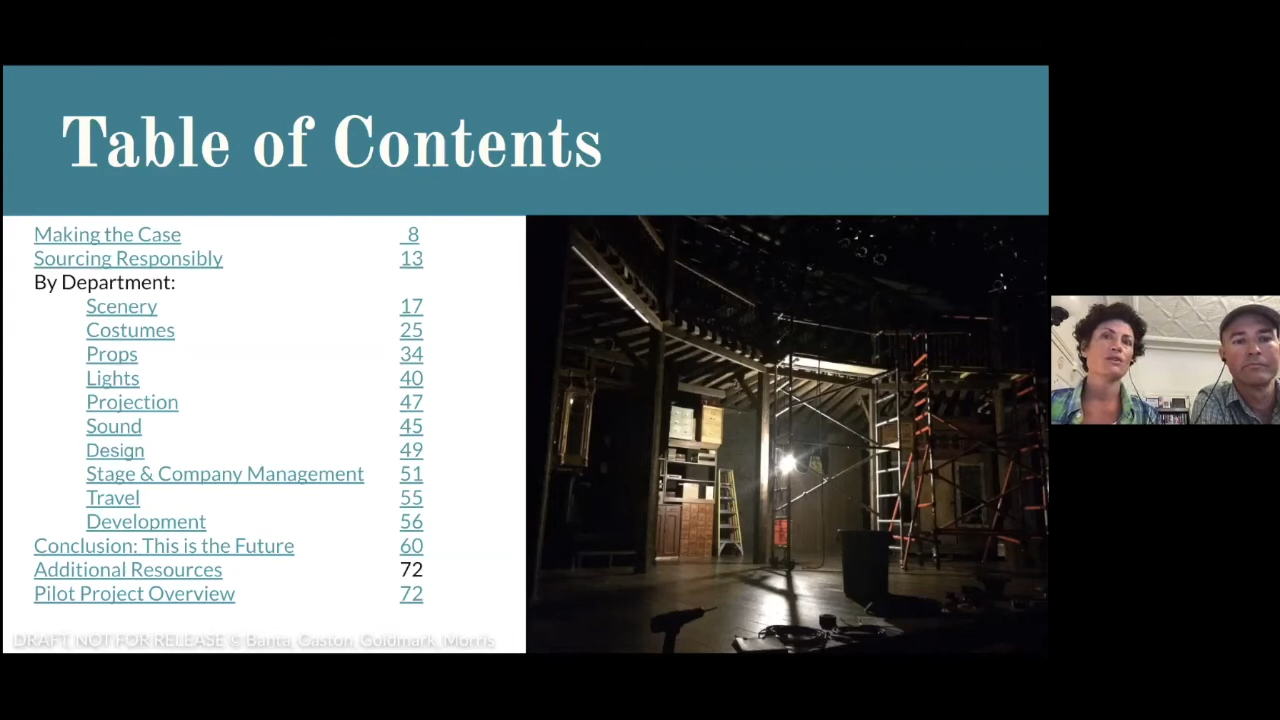 Table of Contents
Making the Case 8
Sourcing Responsibly 13
By Department:
Scenery 17
Costumes 25
Props 34
Lights 40
Projection 47
Sound 45
Design 49
Stage & Company Management 51
Travel 55
Development 56
Conclusion: This is the Future 60
Additional Resources 72
Pilot Project Overview 72
DRAFT, NOT FOR RELEASE © Banta, Gaston, Goldmark, Morris